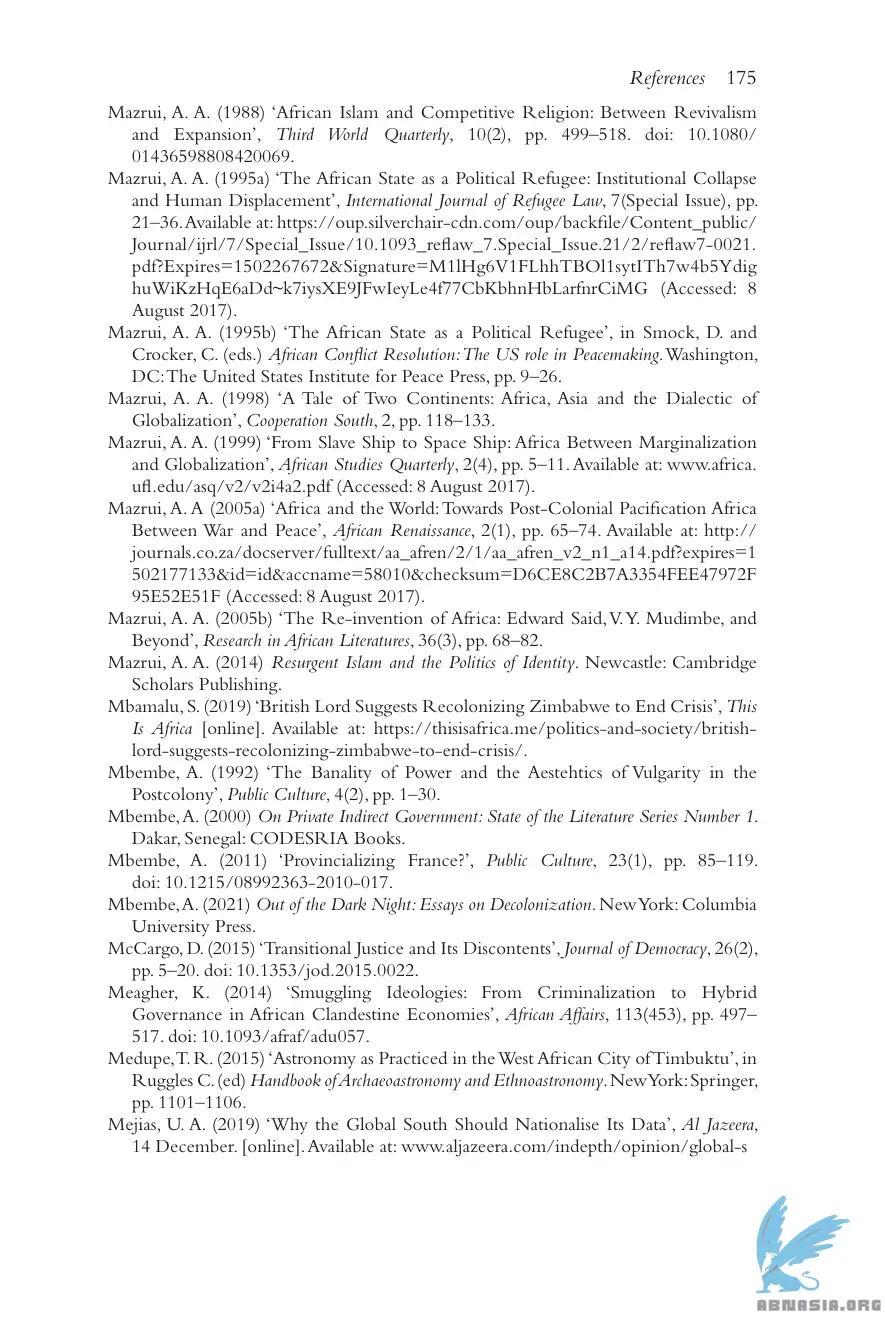 References 175
Mazrui, A. A. (1988) ‘African Islam and Competitive Religion: Between Revivalism
and Expansion’, Third World Quarterly, 10(2), pp. 499–518. doi: 10.1080/
01436598808420069.
Mazrui, A. A. (1995a) ‘The African State as a Political Refugee: Institutional Collapse
and Human Displacement’, International Journal of Refugee Law, 7(Special Issue), pp.
21–36. Available at: https://oup.silverchair-cdn.com/oup/backfile/Content_public/
Journal/ijrl/7/Special_Issue/10.1093_reflaw_7.Special_Issue.21/2/reflaw7-0021.
pdf?Expires=1502267672&Signature=M1lHg6V1FLhhTBOl1sytITh7w4b5Ydig
huWiKzHqE6aDd~k7iysXE9JFwIeyLe4f77CbKbhnHbLarfnrCiMG (Accessed: 8
August 2017).
Mazrui, A. A. (1995b) ‘The African State as a Political Refugee’, in Smock, D. and
Crocker, C. (eds.) African Conflict Resolution: The US role in Peacemaking. Washington,
DC: The United States Institute for Peace Press, pp. 9–26.
Mazrui, A. A. (1998) ‘A Tale of Two Continents: Africa, Asia and the Dialectic of
Globalization’, Cooperation South, 2, pp. 118–133.
Mazrui, A. A. (1999) ‘From Slave Ship to Space Ship: Africa Between Marginalization
and Globalization’, African Studies Quarterly, 2(4), pp. 5–11. Available at: www.africa.
ufl.edu/asq/v2/v2i4a2.pdf (Accessed: 8 August 2017).
Mazrui, A. A (2005a) ‘Africa and the World: Towards Post-Colonial Pacification Africa
Between War and Peace’, African Renaissance, 2(1), pp. 65–74. Available at: http://
journals.co.za/docserver/fulltext/aa_afren/2/1/aa_afren_v2_n1_a14.pdf?expires=1
502177133&id=id&accname=58010&checksum=D6CE8C2B7A3354FEE47972F
95E52E51F (Accessed: 8 August 2017).
Mazrui, A. A. (2005b) ‘The Re-invention of Africa: Edward Said, V. Y. Mudimbe, and
Beyond’, Research in African Literatures, 36(3), pp. 68–82.
Mazrui, A. A. (2014) Resurgent Islam and the Politics of Identity. Newcastle: Cambridge
Scholars Publishing.
Mbamalu, S. (2019) ‘British Lord Suggests Recolonizing Zimbabwe to End Crisis’, This
Is Africa [online]. Available at: https://thisisafrica.me/politics-and-society/british-
lord-suggests-recolonizing-zimbabwe-to-end-crisis/.
Mbembe, A. (1992) ‘The Banality of Power and the Aestehtics of Vulgarity in the
Postcolony’, Public Culture, 4(2), pp. 1–30.
Mbembe, A. (2000) On Private Indirect Government: State of the Literature Series Number 1.
Dakar, Senegal: CODESRIA Books.
Mbembe, A. (2011) ‘Provincializing France?’, Public Culture, 23(1), pp. 85–119.
doi: 10.1215/08992363-2010-017.
Mbembe, A. (2021) Out of the Dark Night: Essays on Decolonization. New York: Columbia
University Press.
McCargo, D. (2015) ‘Transitional Justice and Its Discontents’, Journal of Democracy, 26(2),
pp. 5–20. doi: 10.1353/jod.2015.0022.
Meagher, K. (2014) ‘Smuggling Ideologies: From Criminalization to Hybrid
Governance in African Clandestine Economies’, African Affairs, 113(453), pp. 497–
517. doi: 10.1093/afraf/adu057.
Medupe, T. R. (2015) ‘Astronomy as Practiced in the West African City of Timbuktu’, in
Ruggles C. (ed) Handbook of Archaeoastronomy and Ethnoastronomy. New York: Springer,
pp. 1101–1106.
Mejias, U. A. (2019) ‘Why the Global South Should Nationalise Its Data’, Al Jazeera,
14 December. [online]. Available at: www.aljazeera.com/indepth/opinion/global-s
ABNASIA.ORG